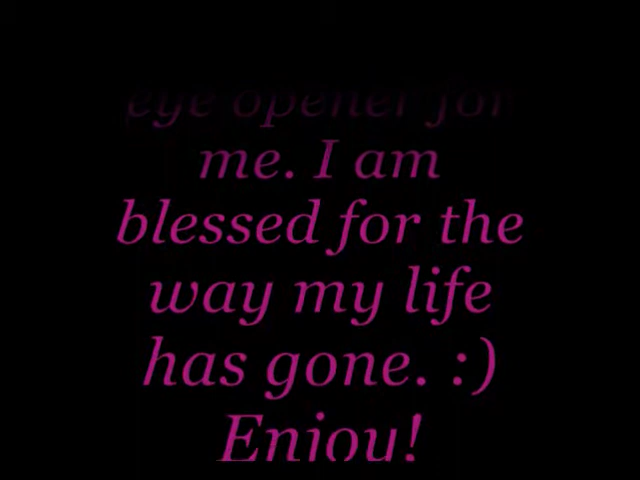 eye opener for
me. I am
blessed for the
way my life
has gone. :)
Enjoy!